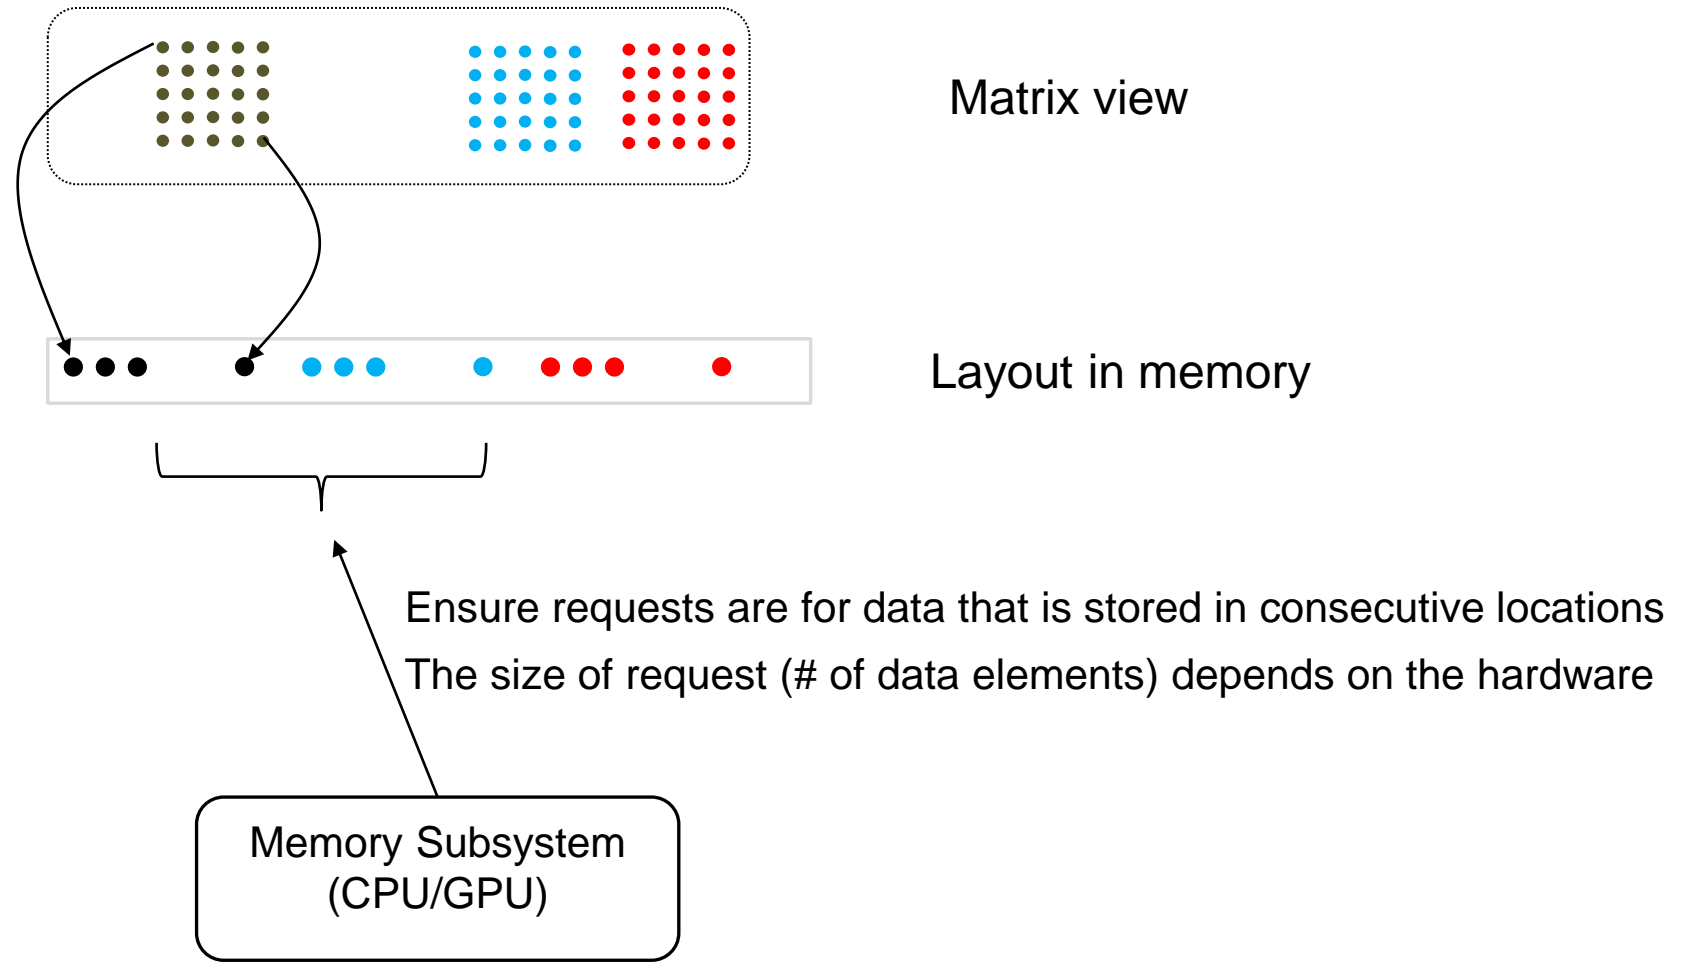 Matrix view
Layout in memory
Ensure requests are for data that is stored in consecutive locations
The size of request (# of data elements) depends on the hardware
Memory Subsystem
(CPU/GPU)